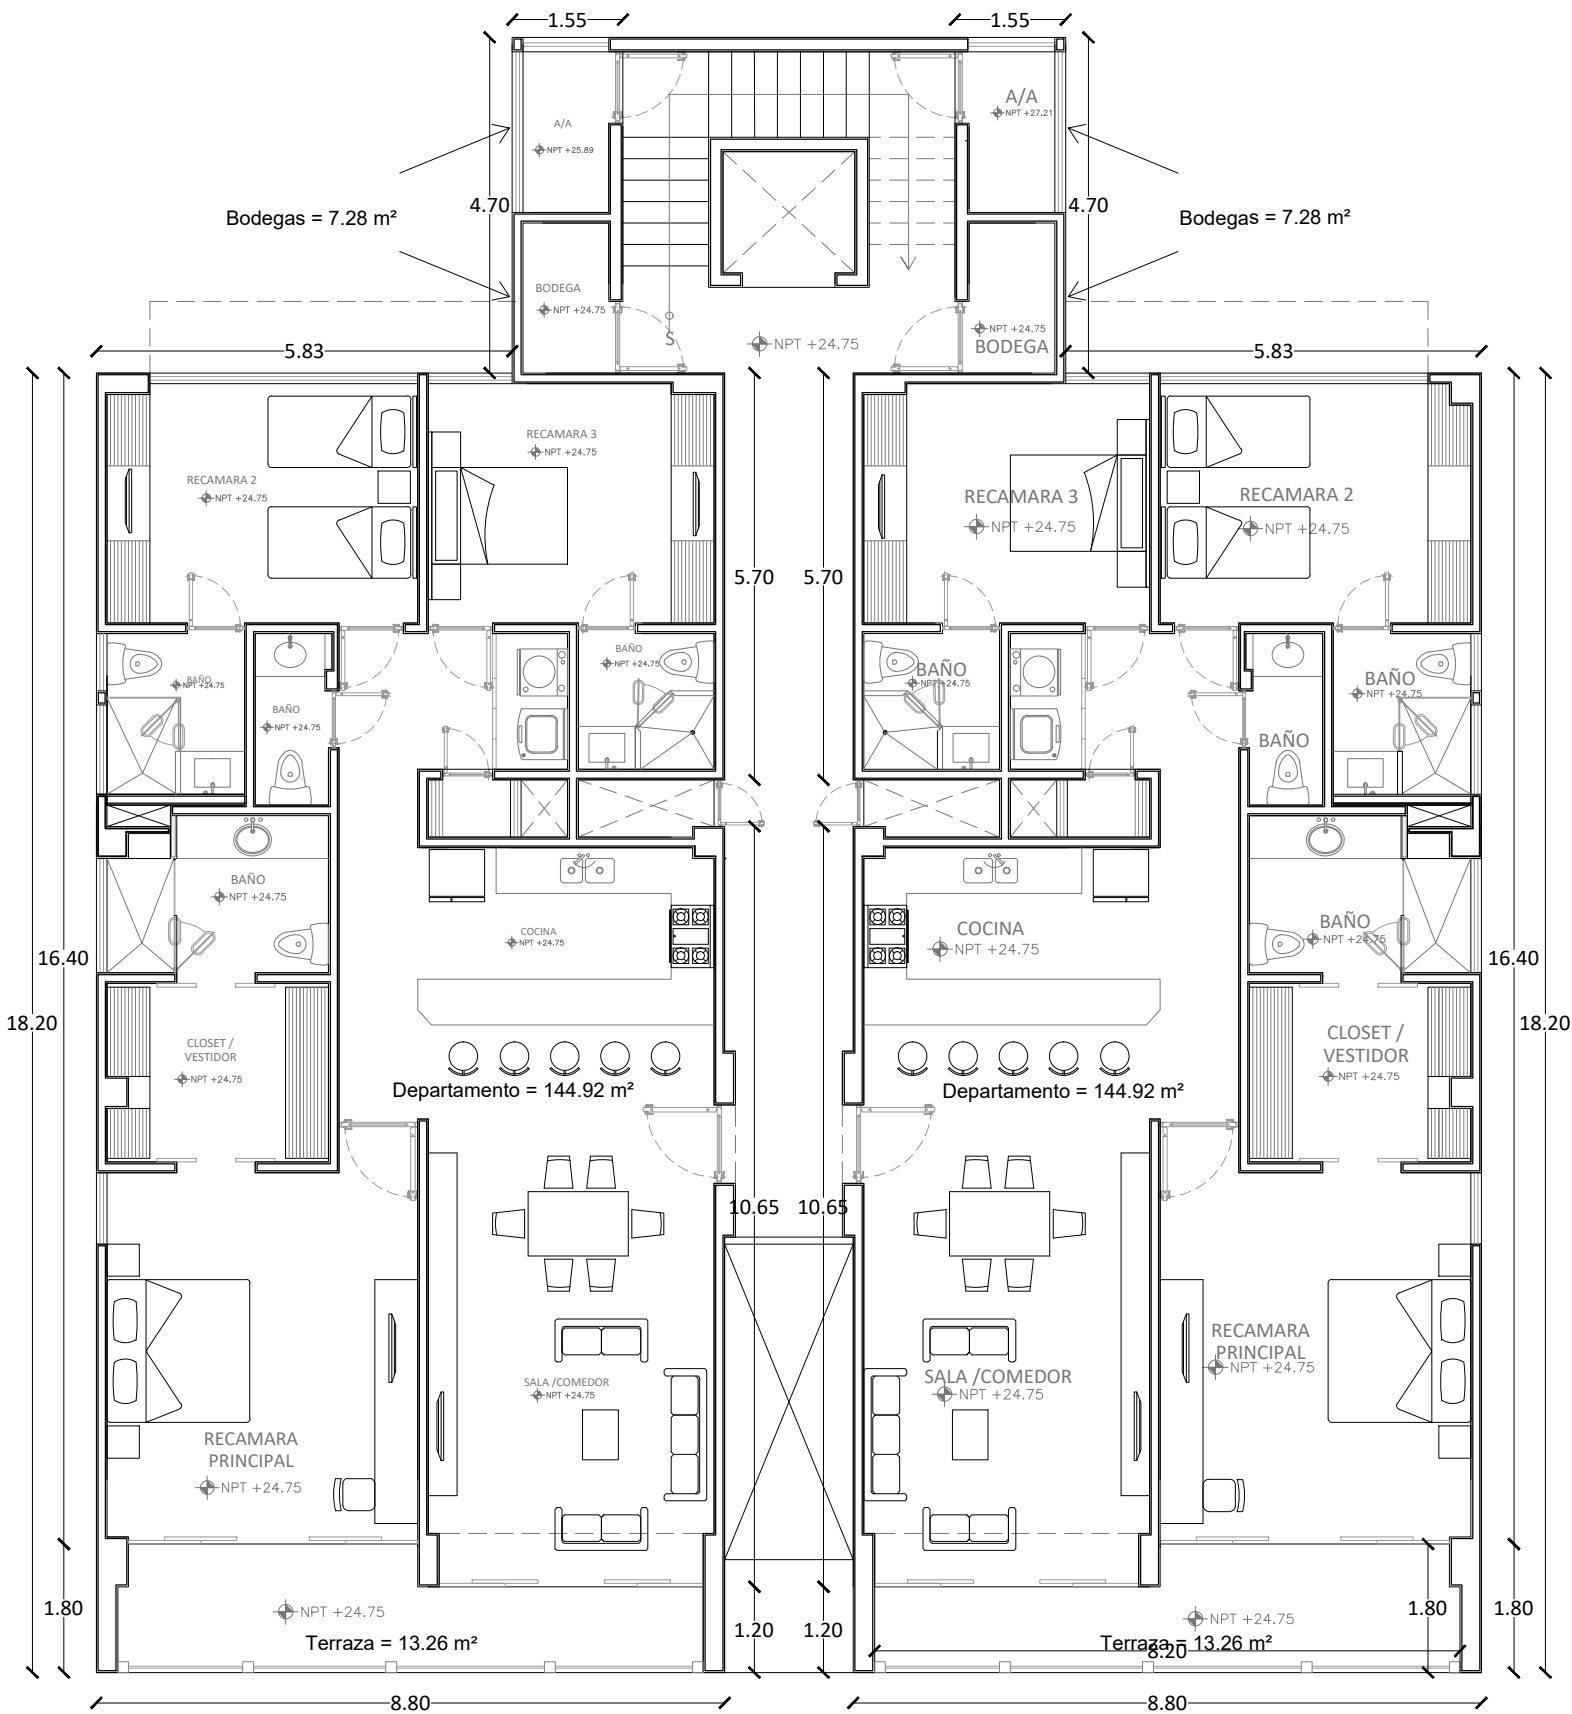 1.55 1.55
A/A
NPT +27.21
A/A
NPT +25.89
4.70 4.70
Bodegas = 7.28 m² Bodegas = 7.28 m²
BODEGA
NPT +24.75
NPT +24.75
BODEGA
S
NPT +24.75
5.83 5.83
RECAMARA 3
NPT +24.75
RECAMARA 2
NPT +24.75
RECAMARA 3
NPT +24.75
RECAMARA 2
NPT +24.75
5.70 5.70
BAÑO
NPT +24.75
BAÑO
NPT +24.75
BAÑO
NPT +24.75
BAÑO
NPT +24.75
BAÑO
NPT +24.75
BAÑO
BAÑO
NPT +24.75
COCINA
NPT +24.75
COCINA
NPT +24.75
BAÑO
NPT +24.75
16.40 16.40
18.20 18.20
CLOSET /
VESTIDOR
NPT +24.75
CLOSET /
VESTIDOR
NPT +24.75
Departamento = 144.92 m² Departamento = 144.92 m²
10.65 10.65
RECAMARA
PRINCIPAL
NPT +24.75
SALA /COMEDOR
NPT +24.75
SALA /COMEDOR
NPT +24.75
RECAMARA
PRINCIPAL
NPT +24.75
1.80 1.20 1.20 1.80 1.80
NPT +24.75
Terraza = 13.26 m²
NPT +24.75
Terraza = 13.26 m²
8.20
8.80 8.80